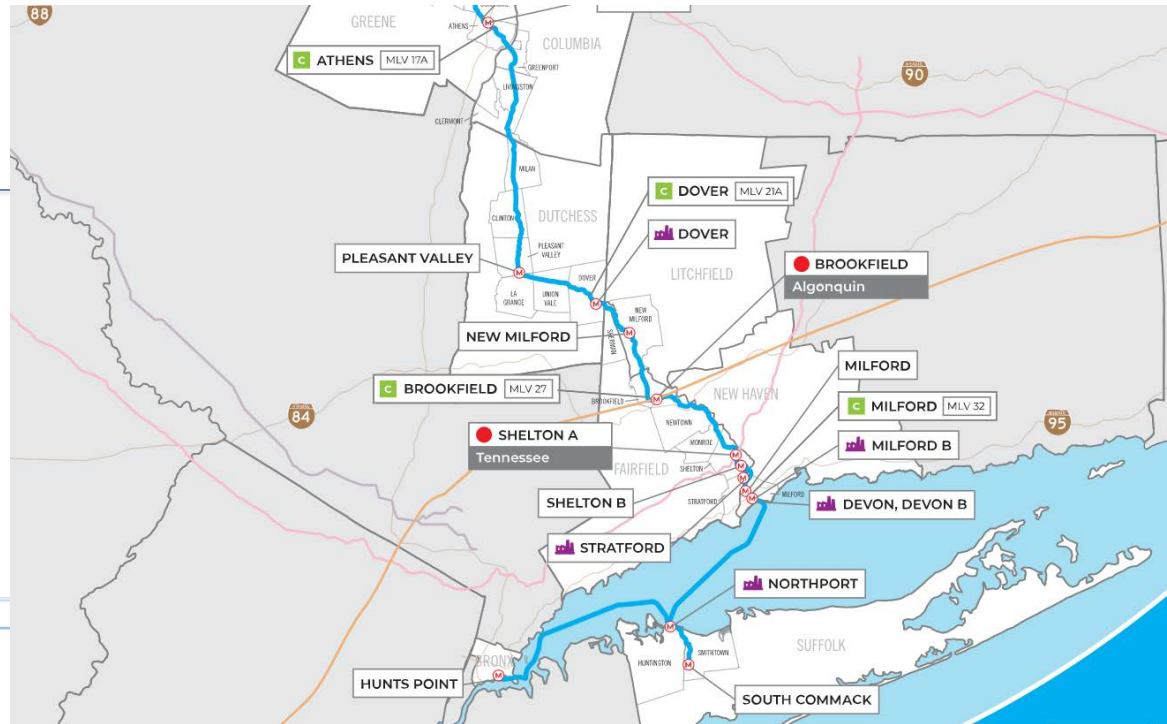 88
GREENE
ATHENS
COLUMBIA
C ATHENS MLV 17A
GREENPORT
LIVINGSTON
CLERMONT
90
MILAN
C DOVER MLV 21A
CLINTON
DUTCHESS
DOVER
PLEASANT VALLEY
PLEASANT
VALLEY
DOVER
LITCHFIELD
BROOKFIELD
Algonquin
LA
GRANGE
UNION
VALE
NEW
MILFORD
NEW MILFORD
SHERMAN
MILFORD
C BROOKFIELD MLV 27
BROOKFIELD
NEW HAVEN
C MILFORD MLV 32
84
NEWTOWN
95
SHELTON A
Tennessee
MONROE
MILFORD B
FAIRFIELD
SHELTON
SHELTON B
STRATFORD
MILFORD
DEVON, DEVON B
STRATFORD
NORTHPORT
SUFFOLK
BRONX
HUNTINGTON
SMITHTOWN
HUNTS POINT
SOUTH COMMACK
M
M
M
M
M
M
M
M
M
M
M
M